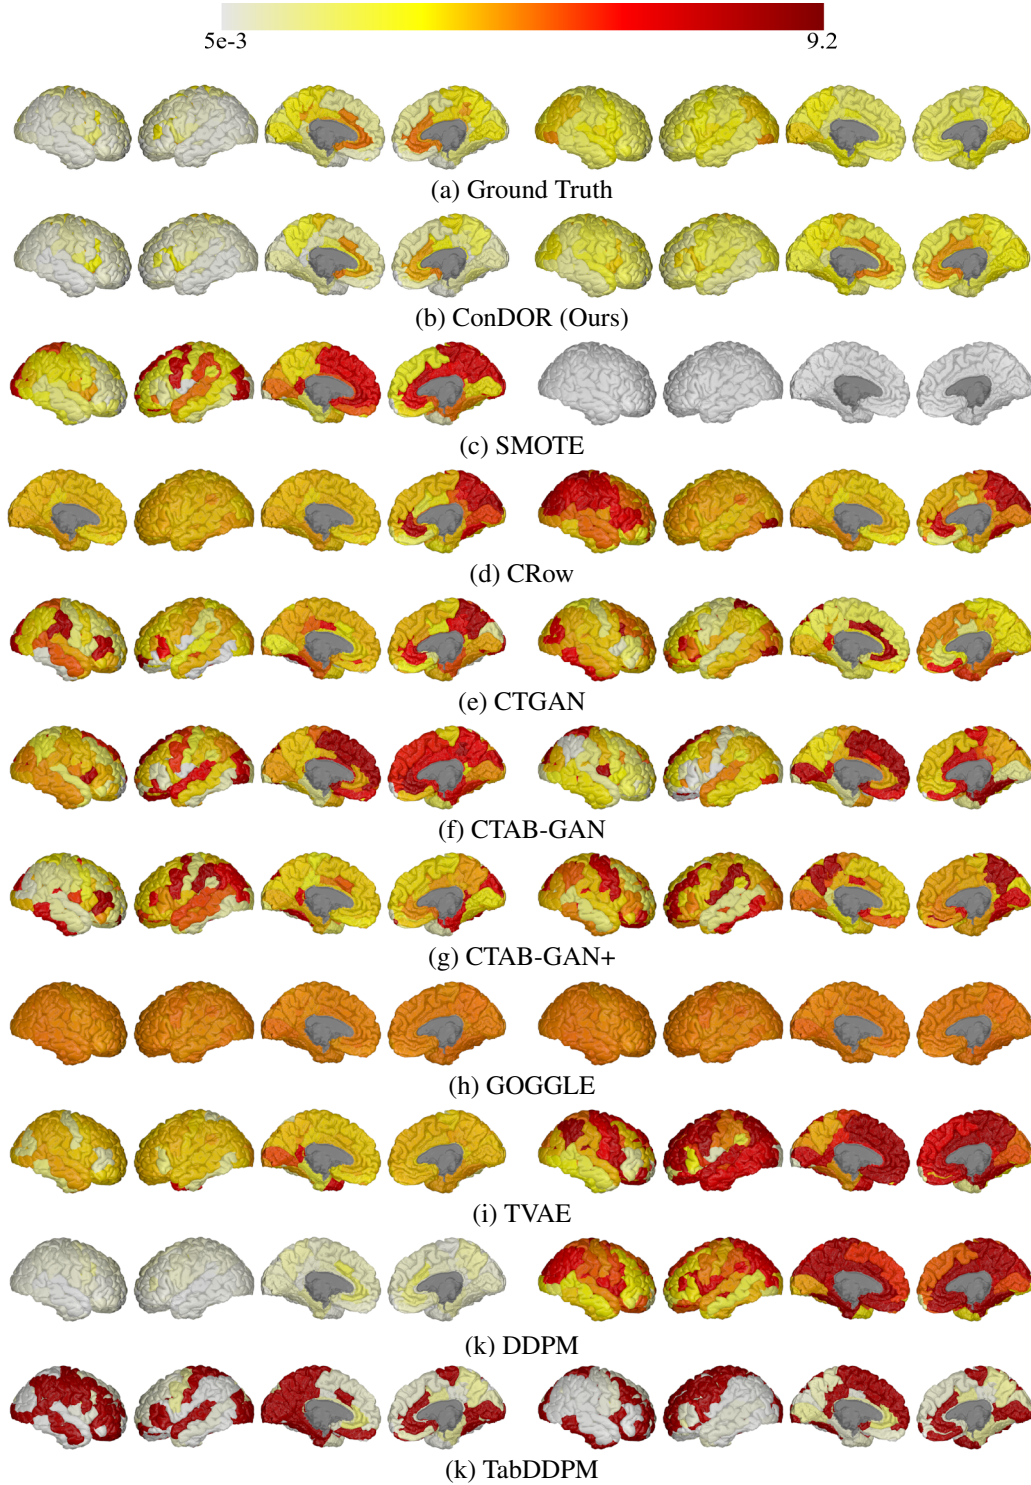 5e-3 9.2
(a) Ground Truth
(b) ConDOR (Ours)
(c) SMOTE
(d) CRow
(e) CTGAN
(f) CTAB-GAN
(g) CTAB-GAN+
(h) GOGGLE
(i) TVAE
(k) DDPM
(k) TabDDPM